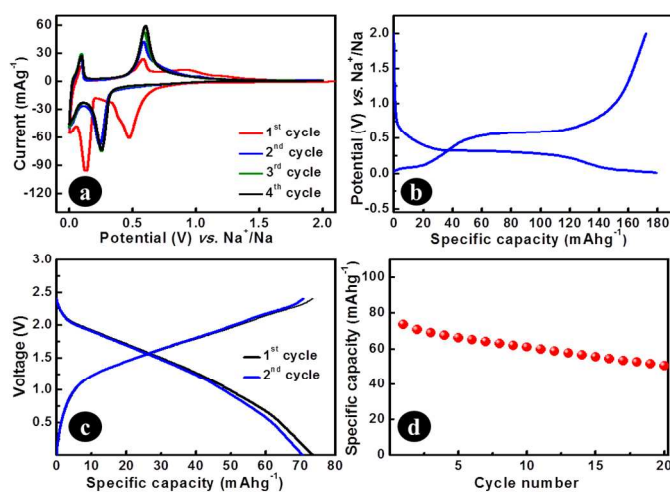 60
30
0
-30
-60
-90
-120
Current (mAg⁻¹)
1st cycle
2nd cycle
3rd cycle
4th cycle
a
0.0 0.5 1.0 1.5 2.0
Potential (V) vs. Na⁺/Na
2.0
1.5
1.0
0.5
0.0
-0.5
Potential (V) vs. Na⁺/Na
b
0 20 40 60 80 100 120 140 160 180
Specific capacity (mAhg⁻¹)
3.0
2.5
2.0
1.5
1.0
0.5
Voltage (V)
1st cycle
2nd cycle
c
0 10 20 30 40 50 60 70 80
Specific capacity (mAhg⁻¹)
100
80
60
40
20
0
Specific capacity (mAhg⁻¹)
d
5 10 15 20
Cycle number